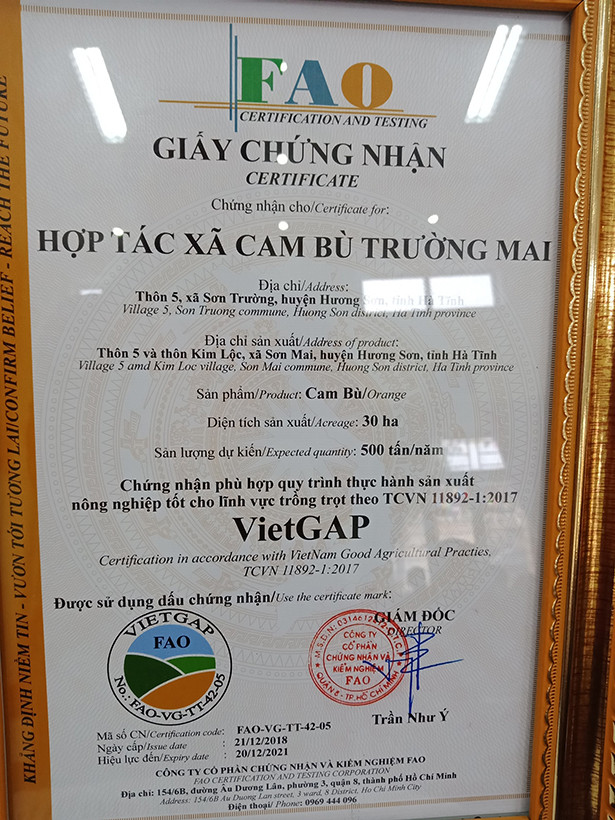 FAO
CERTIFICATION AND TESTING
GIẤY CHỨNG NHẬN
CERTIFICATE
Chứng nhận cho/Certificate for:
HỢP TÁC XÃ CAM BÙ TRƯỜNG MAI
Địa chỉ/Address:
Thôn 5, xã Sơn Trường, huyện Hương Sơn, tỉnh Hà Tĩnh
Village 5, Son Truong commune, Huong Son district, Ha Tinh province
Địa chỉ sản xuất/Address of product:
Thôn 5 và thôn Kim Lộc, xã Sơn Mai, huyện Hương Sơn, tỉnh Hà Tĩnh
Village 5 amd Kim Loc village, Son Mai commune, Huong Son district, Ha Tinh province
Sản phẩm/Product: Cam Bù/Orange
Diện tích sản xuất/Acreage: 30 ha
Sản lượng dự kiến/Expected quantity: 500 tấn/năm
Chứng nhận phù hợp quy trình thực hành sản xuất
nông nghiệp tốt cho lĩnh vực trồng trọt theo TCVN 11892-1:2017
VietGAP
Certification in accordance with VietNam Good Agricultural Practies,
TCVN 11892-1:2017
Được sử dụng dấu chứng nhận/Use the certificate mark:
GIÁM ĐỐC
DIRECTOR
VIETGAP
FAO
No.: FAO-VG-TT-42-05
CÔNG TY
CỔ PHẦN
CHỨNG NHẬN VÀ
KIỂM NGHIỆM
FAO
QUẬN 8 - TP. HỒ CHÍ MINH
Trần Như Ý
Mã số CN/Certification code: FAO-VG-TT-42-05
Ngày cấp/Issue date : 21/12/2018
Hiệu lực đến/Expiry date : 20/12/2021
CÔNG TY CỔ PHẦN CHỨNG NHẬN VÀ KIỂM NGHIỆM FAO
FAO CERTIFICATION AND TESTING CORPORATION
Địa chỉ: 154/6B, đường Âu Dương Lân, phường 3, quận 8, thành phố Hồ Chí Minh
Address: 154/6B Au Duong Lan street, 3 ward, 8 District, Ho Chi Minh City
Điện thoại/ Phone: 0969 444 096
KHẲNG ĐỊNH NIỀM TIN - VƯƠN TỚI TƯƠNG LAI/CONFIRM BELIEF - REACH THE FUTURE